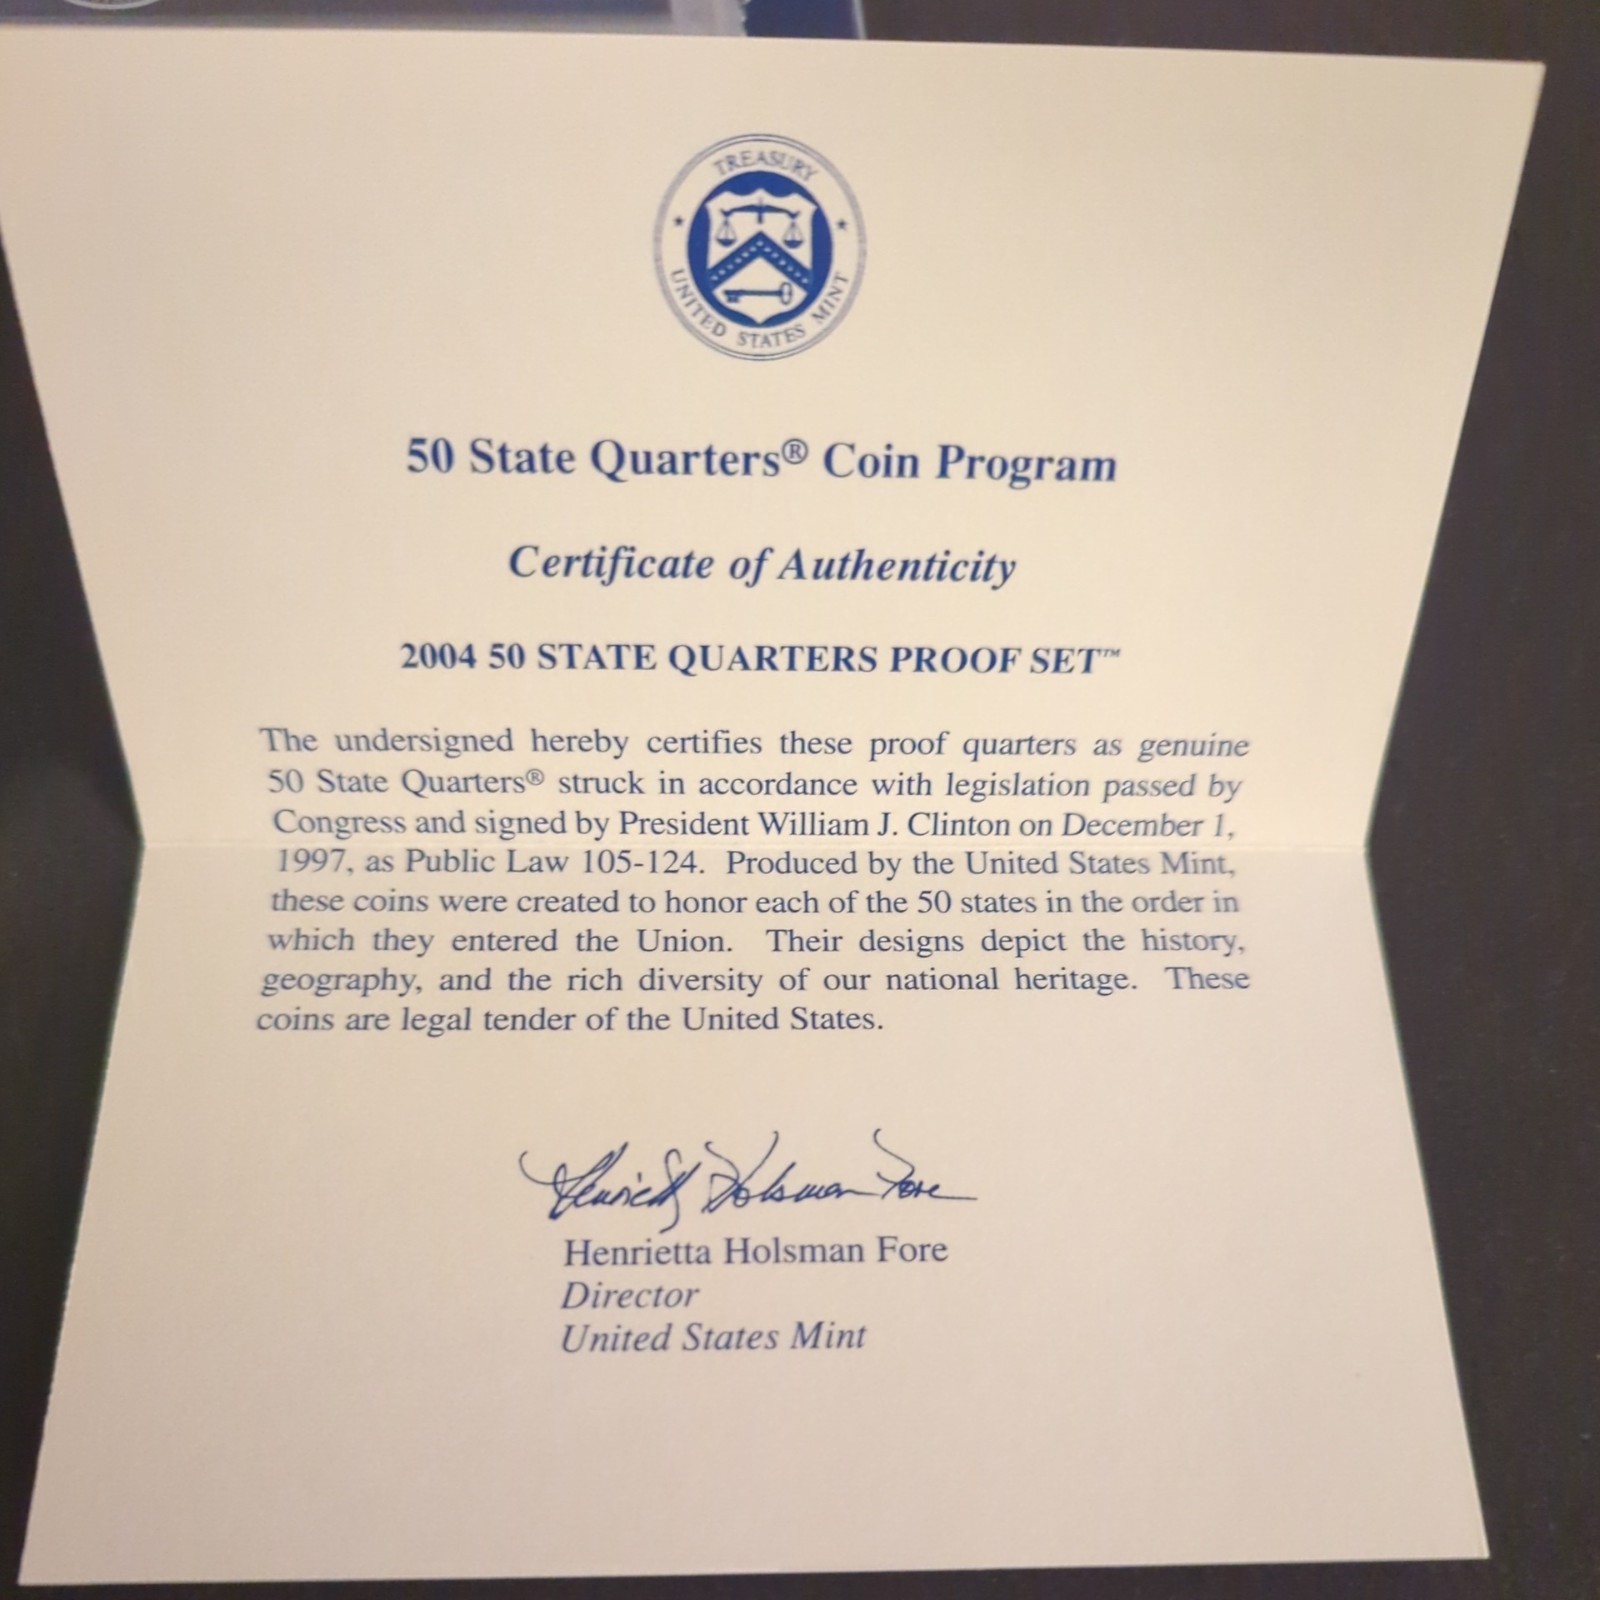 TREASURY
UNITED STATES MINT
50 State Quarters® Coin Program
Certificate of Authenticity
2004 50 STATE QUARTERS PROOF SET™
The undersigned hereby certifies these proof quarters as genuine
50 State Quarters® struck in accordance with legislation passed by
Congress and signed by President William J. Clinton on December 1,
1997, as Public Law 105-124. Produced by the United States Mint,
these coins were created to honor each of the 50 states in the order in
which they entered the Union. Their designs depict the history,
geography, and the rich diversity of our national heritage. These
coins are legal tender of the United States.
Henrietta Holsman Fore
Henrietta Holsman Fore
Director
United States Mint